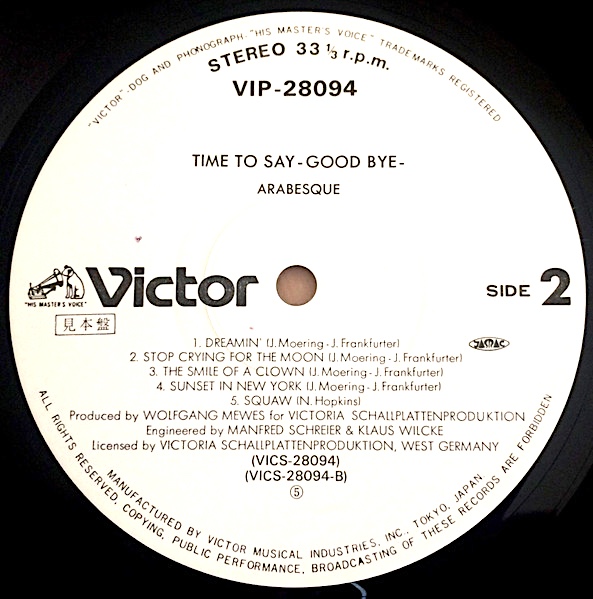 "VICTOR"-DOG AND PHONOGRAPH-"HIS MASTER'S VOICE" TRADEMARKS REGISTERED
STEREO 33 1/3 r.p.m.
VIP-28094
TIME TO SAY -GOOD BYE-
ARABESQUE
"HIS MASTER'S VOICE"
Victor
SIDE 2
見本盤
JASRAC
1. DREAMIN' (J. Moering - J. Frankfurter)
2. STOP CRYING FOR THE MOON (J. Moering - J. Frankfurter)
3. THE SMILE OF A CLOWN (J. Moering - J. Frankfurter)
4. SUNSET IN NEW YORK (J. Moering - J. Frankfurter)
5. SQUAW (N. Hopkins)
Produced by WOLFGANG MEWES for VICTORIA SCHALLPLATTENPRODUKTION
Engineered by MANFRED SCHREIER & KLAUS WILCKE
Licensed by VICTORIA SCHALLPLATTENPRODUKTION, WEST GERMANY
(VICS-28094)
(VICS-28094-B)
⑤
MANUFACTURED BY VICTOR MUSICAL INDUSTRIES, INC., TOKYO, JAPAN
ALL RIGHTS RESERVED, COPYING, PUBLIC PERFORMANCE, BROADCASTING OF THESE RECORDS ARE FORBIDDEN